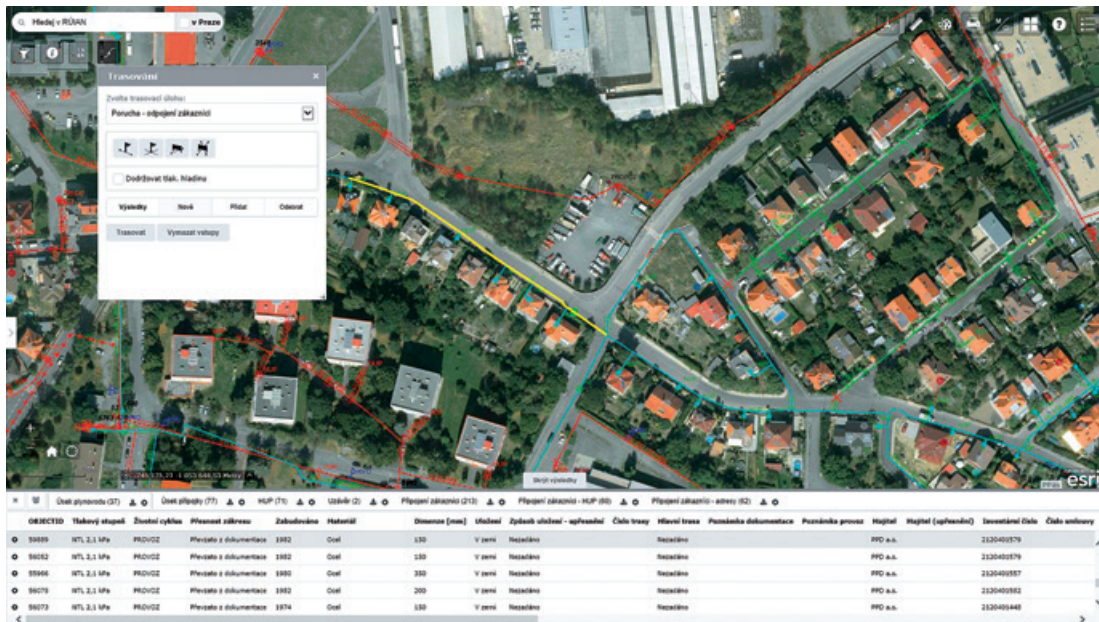 Hledej v RÚIAN
v Praze
Trasování
Zvolte trasovací úlohu:
Porucha - odpojení zákazníci
Dodržovat tlak. hladinu
Výsledky Nové Přidat Odebrat
Trasovat Vymazat vstupy
Skrýt výsledky
esri
Úsek plynovodu (37) Úsek přípojky (77) HUP (71) Uzávěr (2) Připojení zákazníci (213) Připojení zákazníci - HUP (60) Připojení zákazníci - adresy (62)
OBJECTID Tlakový stupeň Životní cyklus Přesnost zákresu Zabudováno Materiál Dimenze [mm] Uložení Způsob uložení - upřesnění Číslo trasy Hlavní trasa Poznámka dokumentace Poznámka provoz Majitel Majitel (upřesnění) Inventární číslo Číslo smlouvy
59889 NTL 2,1 kPa PROVOZ Převzato z dokumentace 1982 Ocel 150 V zemi Nezadáno Nezadáno PPD a.s. 2120401579
56052 NTL 2,1 kPa PROVOZ Převzato z dokumentace 1982 Ocel 150 V zemi Nezadáno Nezadáno PPD a.s. 2120401579
55966 NTL 2,1 kPa PROVOZ Převzato z dokumentace 1980 Ocel 350 V zemi Nezadáno Nezadáno PPD a.s. 2120401557
56078 NTL 2,1 kPa PROVOZ Převzato z dokumentace 1982 Ocel 200 V zemi Nezadáno Nezadáno PPD a.s. 2120401582
56073 NTL 2,1 kPa PROVOZ Převzato z dokumentace 1974 Ocel 150 V zemi Nezadáno Nezadáno PPD a.s. 2120401448